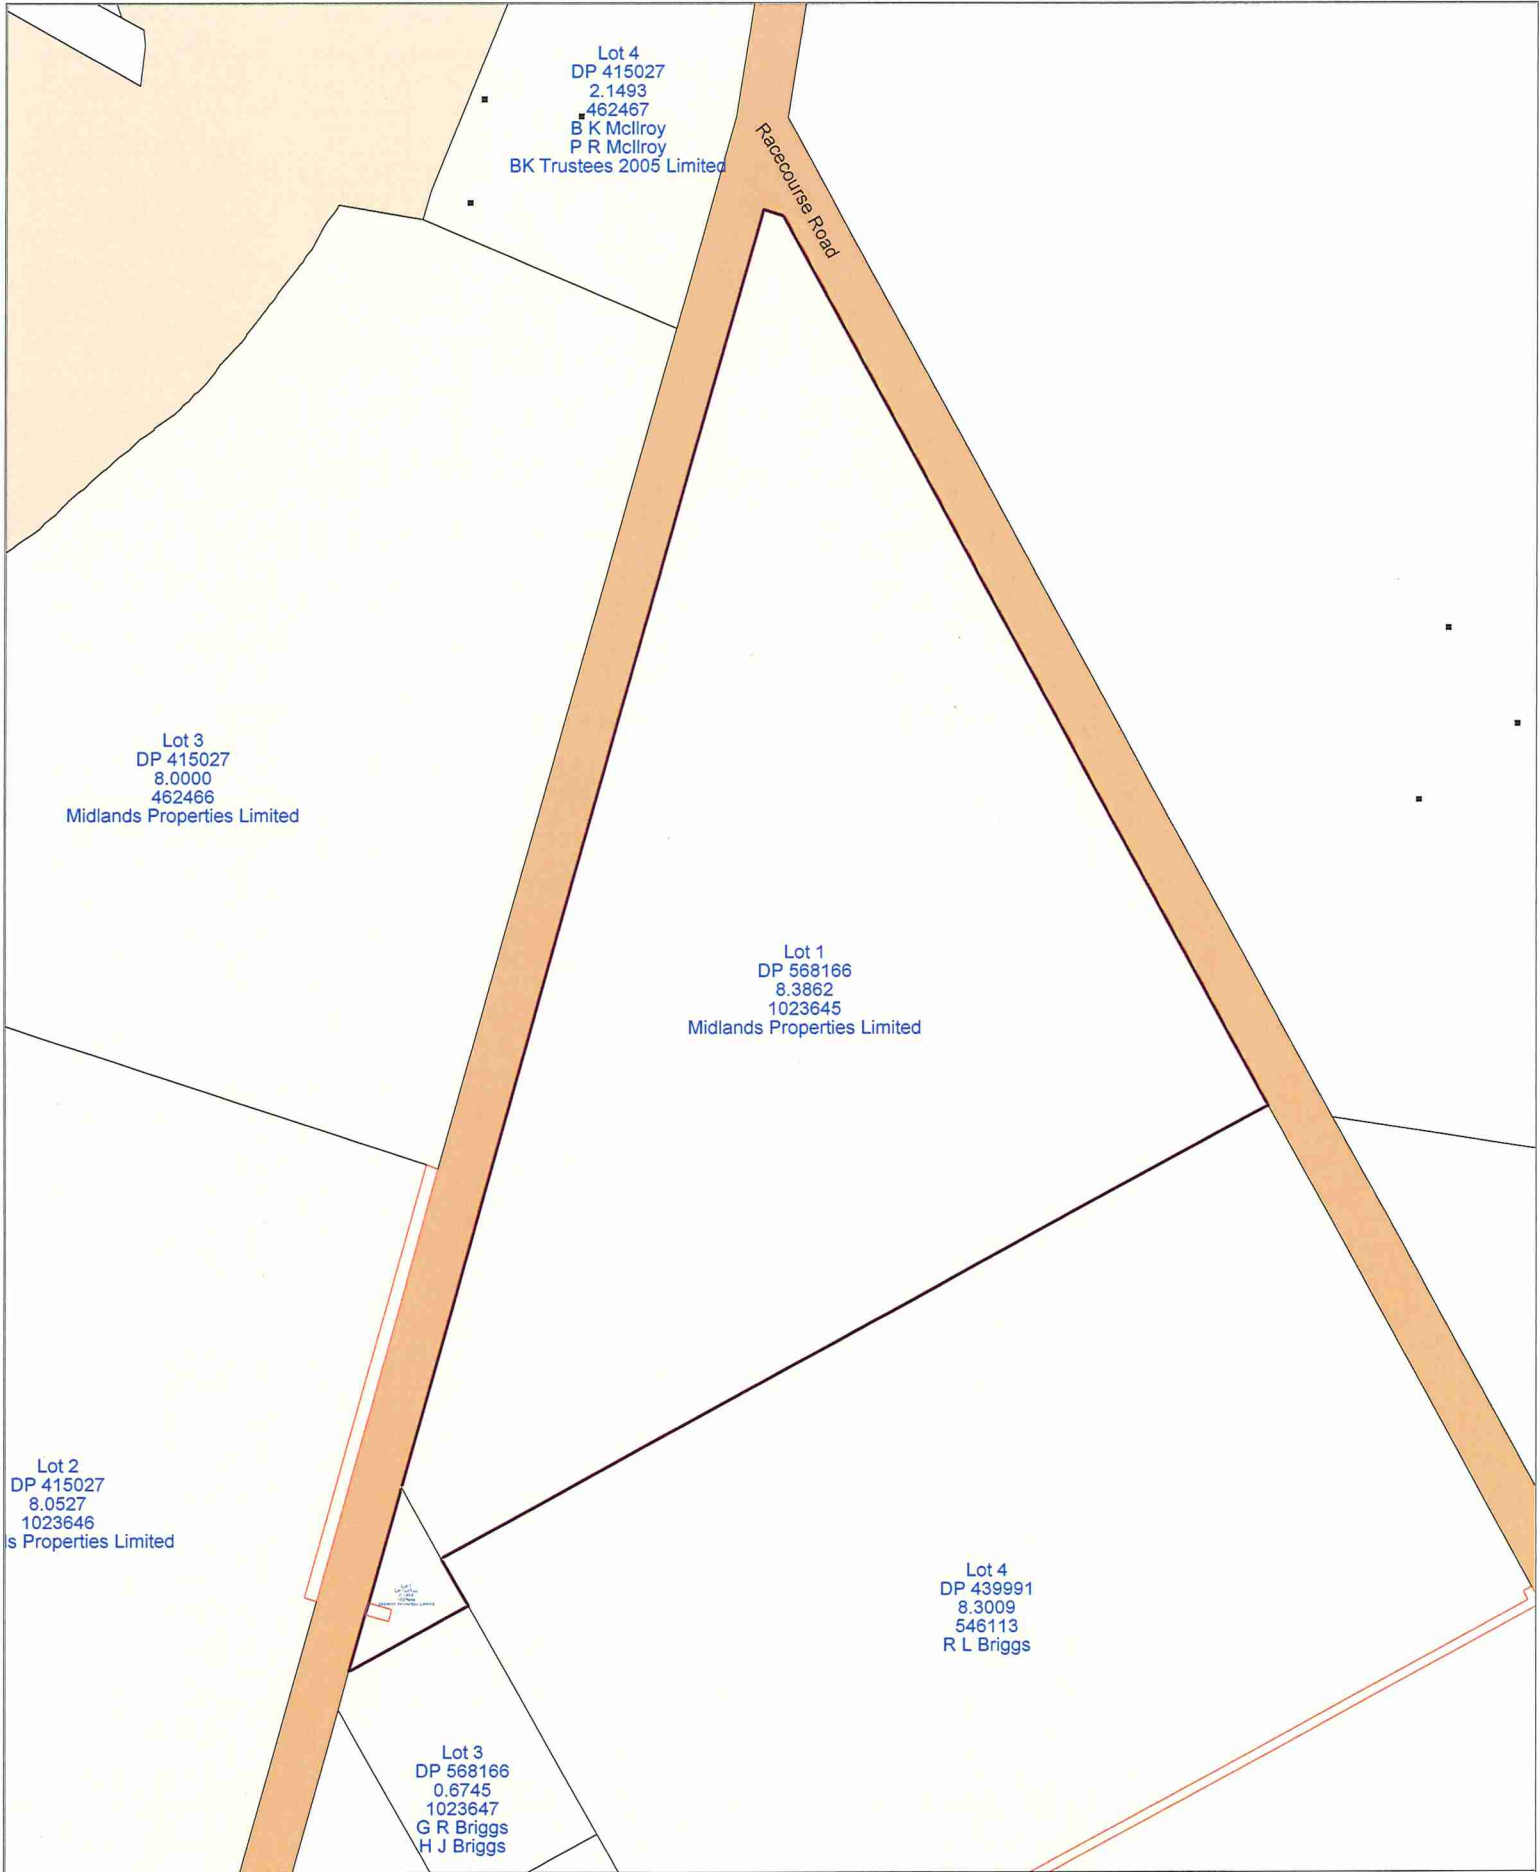 Lot 4
DP 415027
2.1493
462467
B K McIlroy
P R McIlroy
BK Trustees 2005 Limited
Racecourse Road
Lot 3
DP 415027
8.0000
462466
Midlands Properties Limited
Lot 1
DP 568166
8.3862
1023645
Midlands Properties Limited
Lot 2
DP 415027
8.0527
1023646
ls Properties Limited
Lot 4
DP 439991
8.3009
546113
R L Briggs
Lot 3
DP 568166
0.6745
1023647
G R Briggs
H J Briggs